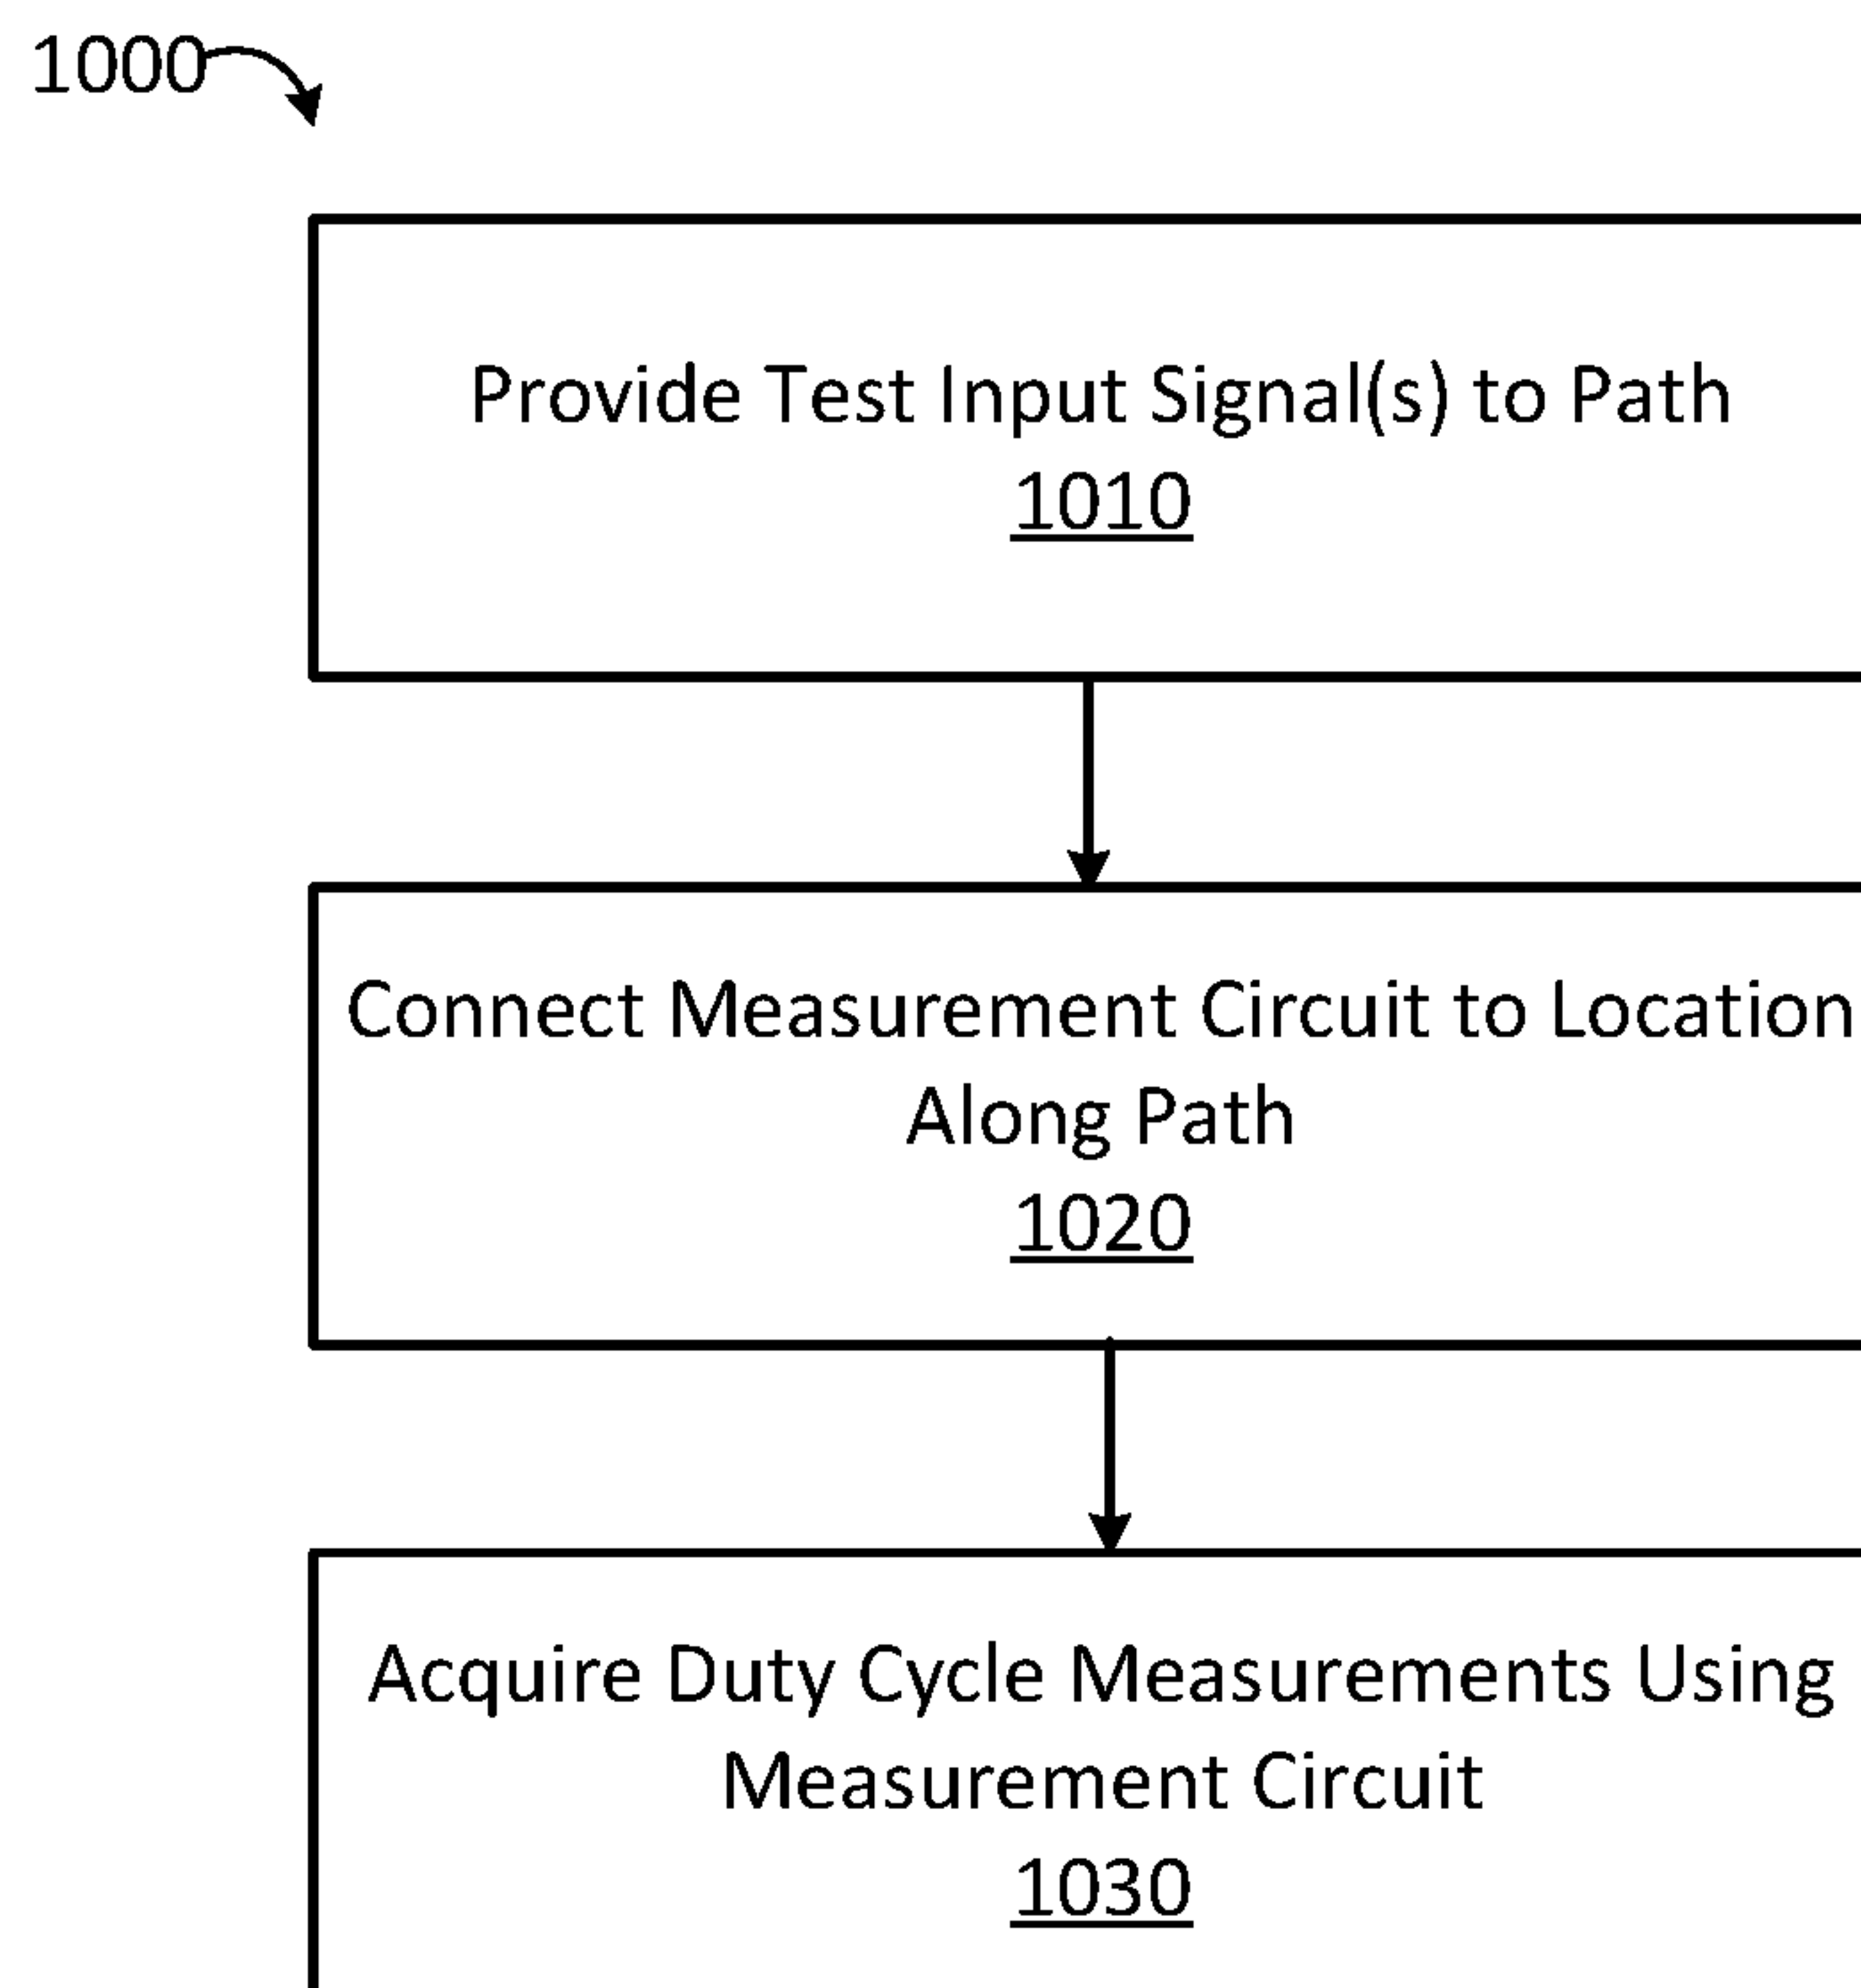 1000
Provide Test Input Signal(s) to Path
1010
Connect Measurement Circuit to Location
Along Path
1020
Acquire Duty Cycle Measurements Using
Measurement Circuit
1030